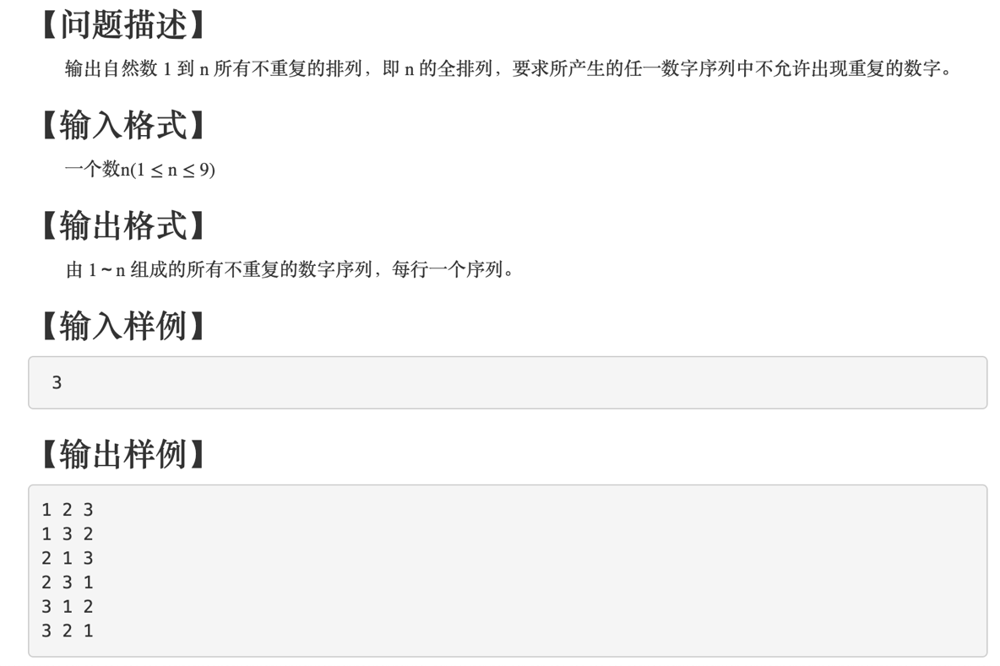 【问题描述】
输出自然数 1 到 n 所有不重复的排列，即 n 的全排列，要求所产生的任一数字序列中不允许出现重复的数字。
【输入格式】
一个数n(1 ≤ n ≤ 9)
【输出格式】
由 1 ~ n 组成的所有不重复的数字序列，每行一个序列。
【输入样例】
3
【输出样例】
1 2 3
1 3 2
2 1 3
2 3 1
3 1 2
3 2 1